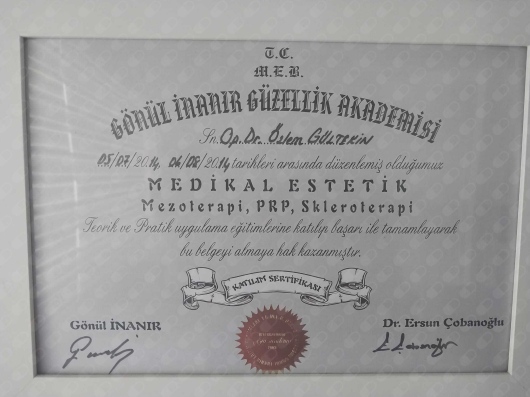 T.C.
M.E.B.
GÖNÜL İNANIR GÜZELLİK AKADEMİSİ
Sn. Op. Dr. Özlem GÜLTEKİN
05/07/2014 04/08/2014 tarikleri arasında düzenlemiş olduğumuz
MEDİKAL ESTETİK
Mezoterapi, PRP, Skleroterapi
Teorik ve Pratik uygulama eğitimlerine katılıp başarı ile tamamlayarak
bu belgeyi almaya hak kazanmıştır.
KATILIM SERTİFİKASI
Gönül İNANIR
Dr. Ersun Çobanoğlu